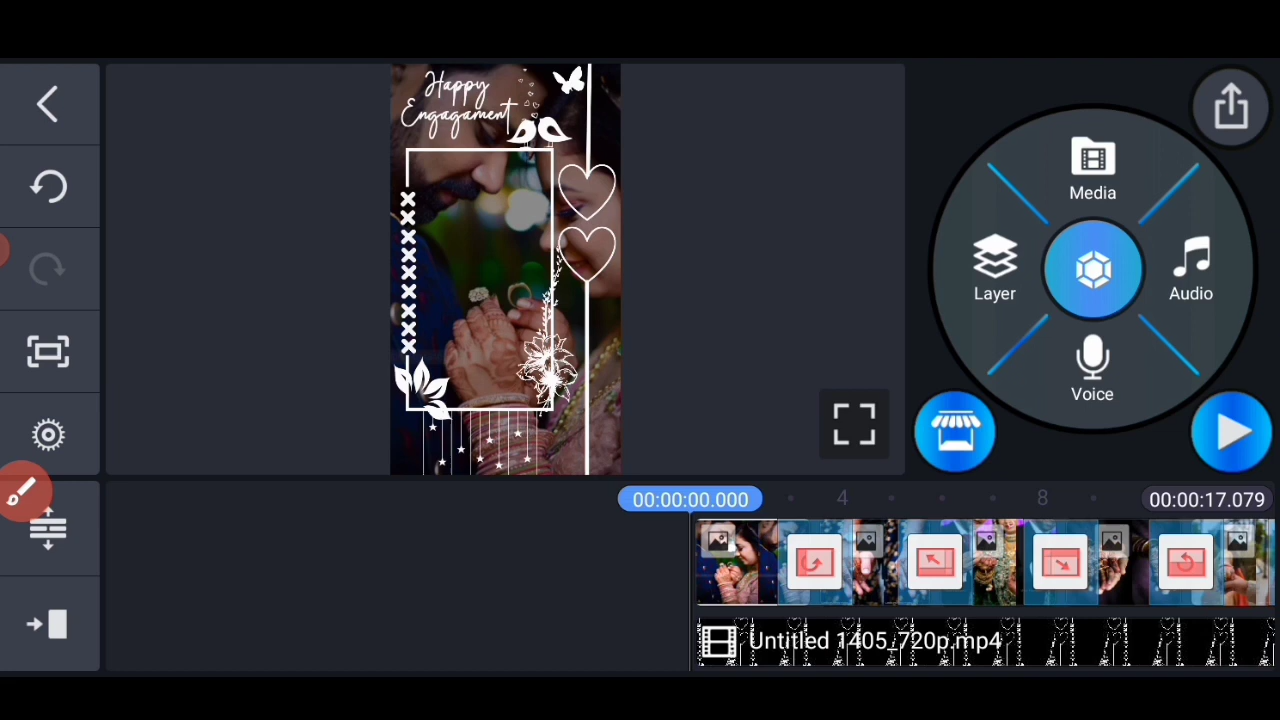 Happy
Engagament
Media
Layer
Audio
Voice
00:00:00.000
4
8
00:00:17.079
Untitled 1405_720p.mp4